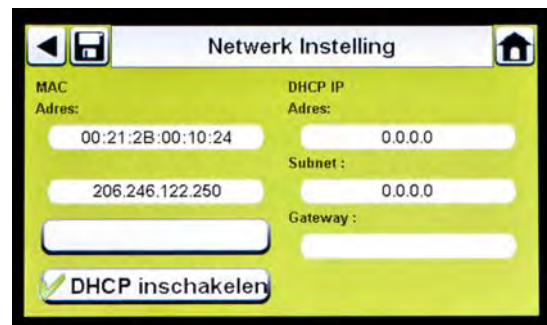 Netwerk Instelling
MAC
Adres:
00:21:2B:00:10:24
206.246.122.250
DHCP inschakelen
DHCP IP
Adres:
0.0.0.0
Subnet :
0.0.0.0
Gateway :